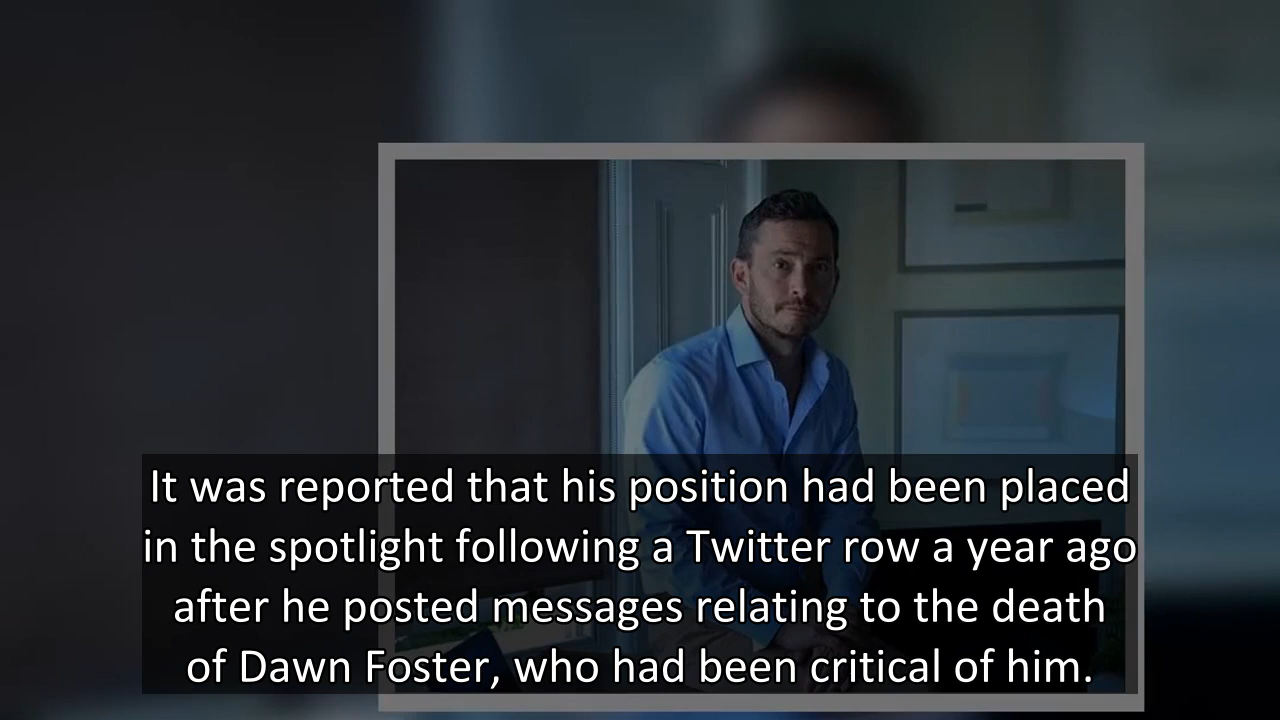 It was reported that his position had been placed
in the spotlight following a Twitter row a year ago
after he posted messages relating to the death
of Dawn Foster, who had been critical of him.